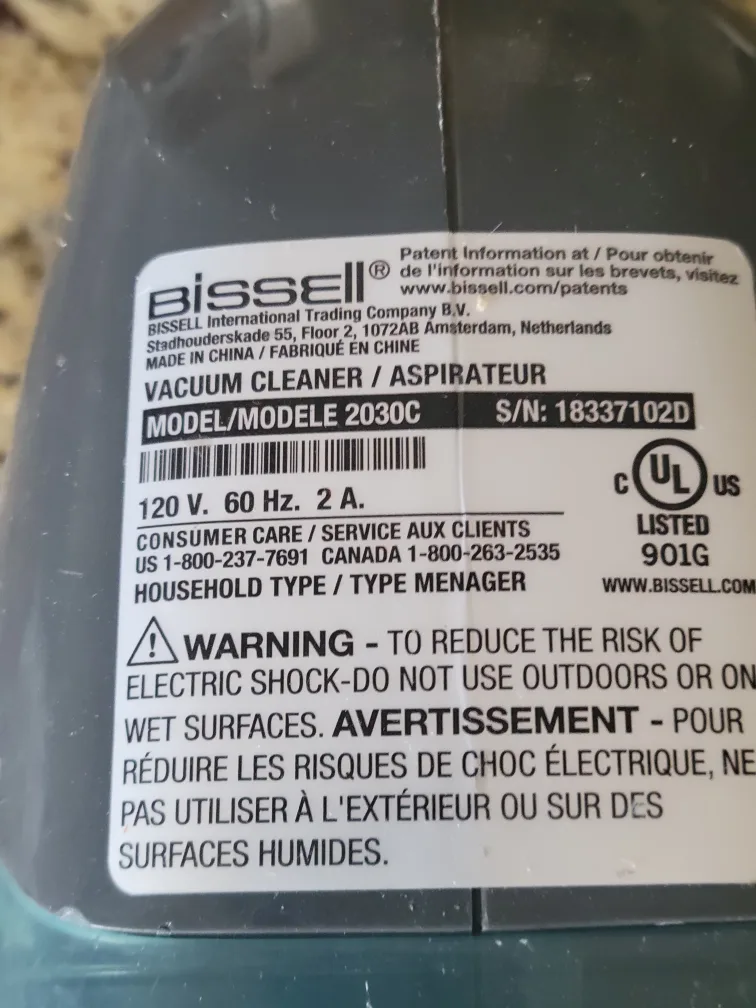 Bissell®
Patent Information at / Pour obtenir
de l'information sur les brevets, visitez
www.bissell.com/patents
BISSELL International Trading Company B.V.
Stadhouderskade 55, Floor 2, 1072AB Amsterdam, Netherlands
MADE IN CHINA / FABRIQUÉ EN CHINE
VACUUM CLEANER / ASPIRATEUR
MODEL/MODELE 2030C S/N: 18337102D
120 V. 60 Hz. 2 A.
C UL US
LISTED
901G
CONSUMER CARE / SERVICE AUX CLIENTS
US 1-800-237-7691 CANADA 1-800-263-2535
HOUSEHOLD TYPE / TYPE MENAGER
WWW.BISSELL.COM
WARNING - TO REDUCE THE RISK OF
ELECTRIC SHOCK-DO NOT USE OUTDOORS OR ON
WET SURFACES. AVERTISSEMENT - POUR
RÉDUIRE LES RISQUES DE CHOC ÉLECTRIQUE, NE
PAS UTILISER À L'EXTÉRIEUR OU SUR DES
SURFACES HUMIDES.